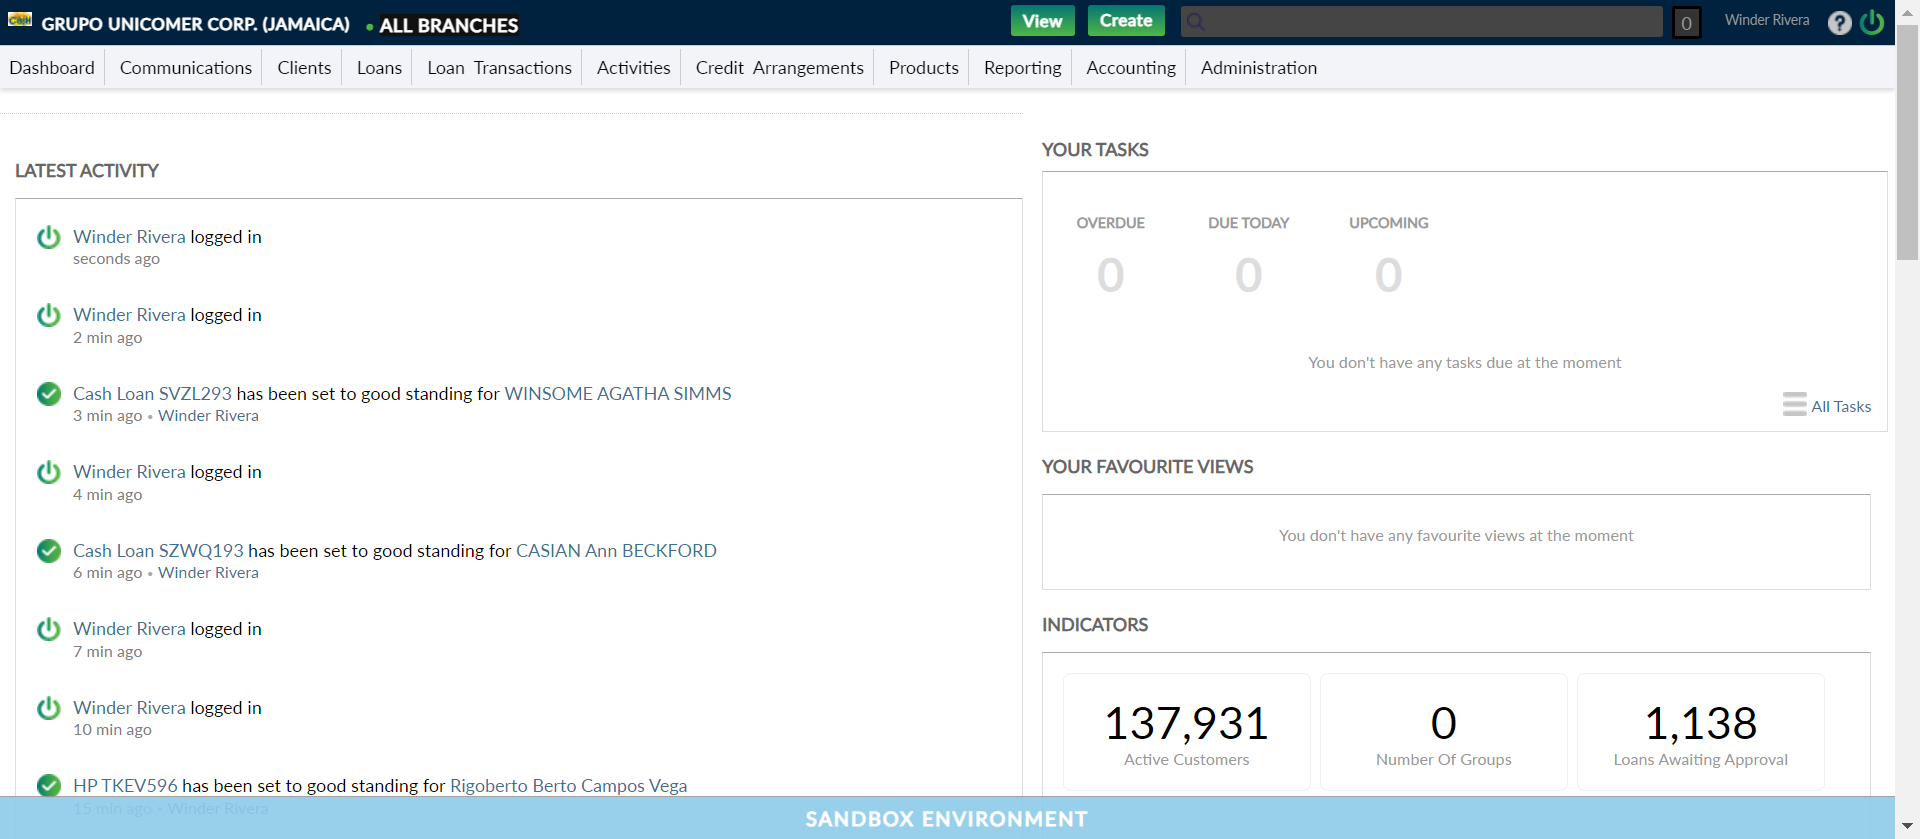 Cash
GRUPO UNICOMER CORP. (JAMAICA) • ALL BRANCHES
View
Create
0
Winder Rivera
?
Dashboard
Communications
Clients
Loans
Loan Transactions
Activities
Credit Arrangements
Products
Reporting
Accounting
Administration
LATEST ACTIVITY
Winder Rivera logged in
seconds ago
Winder Rivera logged in
2 min ago
Cash Loan SVZL293 has been set to good standing for WINSOME AGATHA SIMMS
3 min ago • Winder Rivera
Winder Rivera logged in
4 min ago
Cash Loan SZWQ193 has been set to good standing for CASIAN Ann BECKFORD
6 min ago • Winder Rivera
Winder Rivera logged in
7 min ago
Winder Rivera logged in
10 min ago
HP TKEV596 has been set to good standing for Rigoberto Berto Campos Vega
15 min ago • Winder Rivera
YOUR TASKS
OVERDUE
DUE TODAY
UPCOMING
0
0
0
You don't have any tasks due at the moment
All Tasks
YOUR FAVOURITE VIEWS
You don't have any favourite views at the moment
INDICATORS
137,931
Active Customers
0
Number Of Groups
1,138
Loans Awaiting Approval
SANDBOX ENVIRONMENT